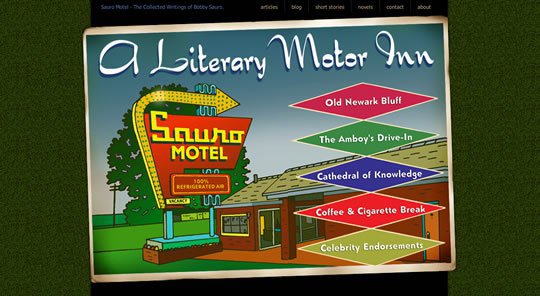 Sauro Motel - The Collected Writings of Bobby Sauro.
articles
blog
short stories
novels
contact
about
A Literary Motor Inn
Old Newark Bluff
The Amboy's Drive-In
Cathedral of Knowledge
Coffee & Cigarette Break
Celebrity Endorsements
Sauro
MOTEL
100%
REFRIGERATED AIR
VACANCY